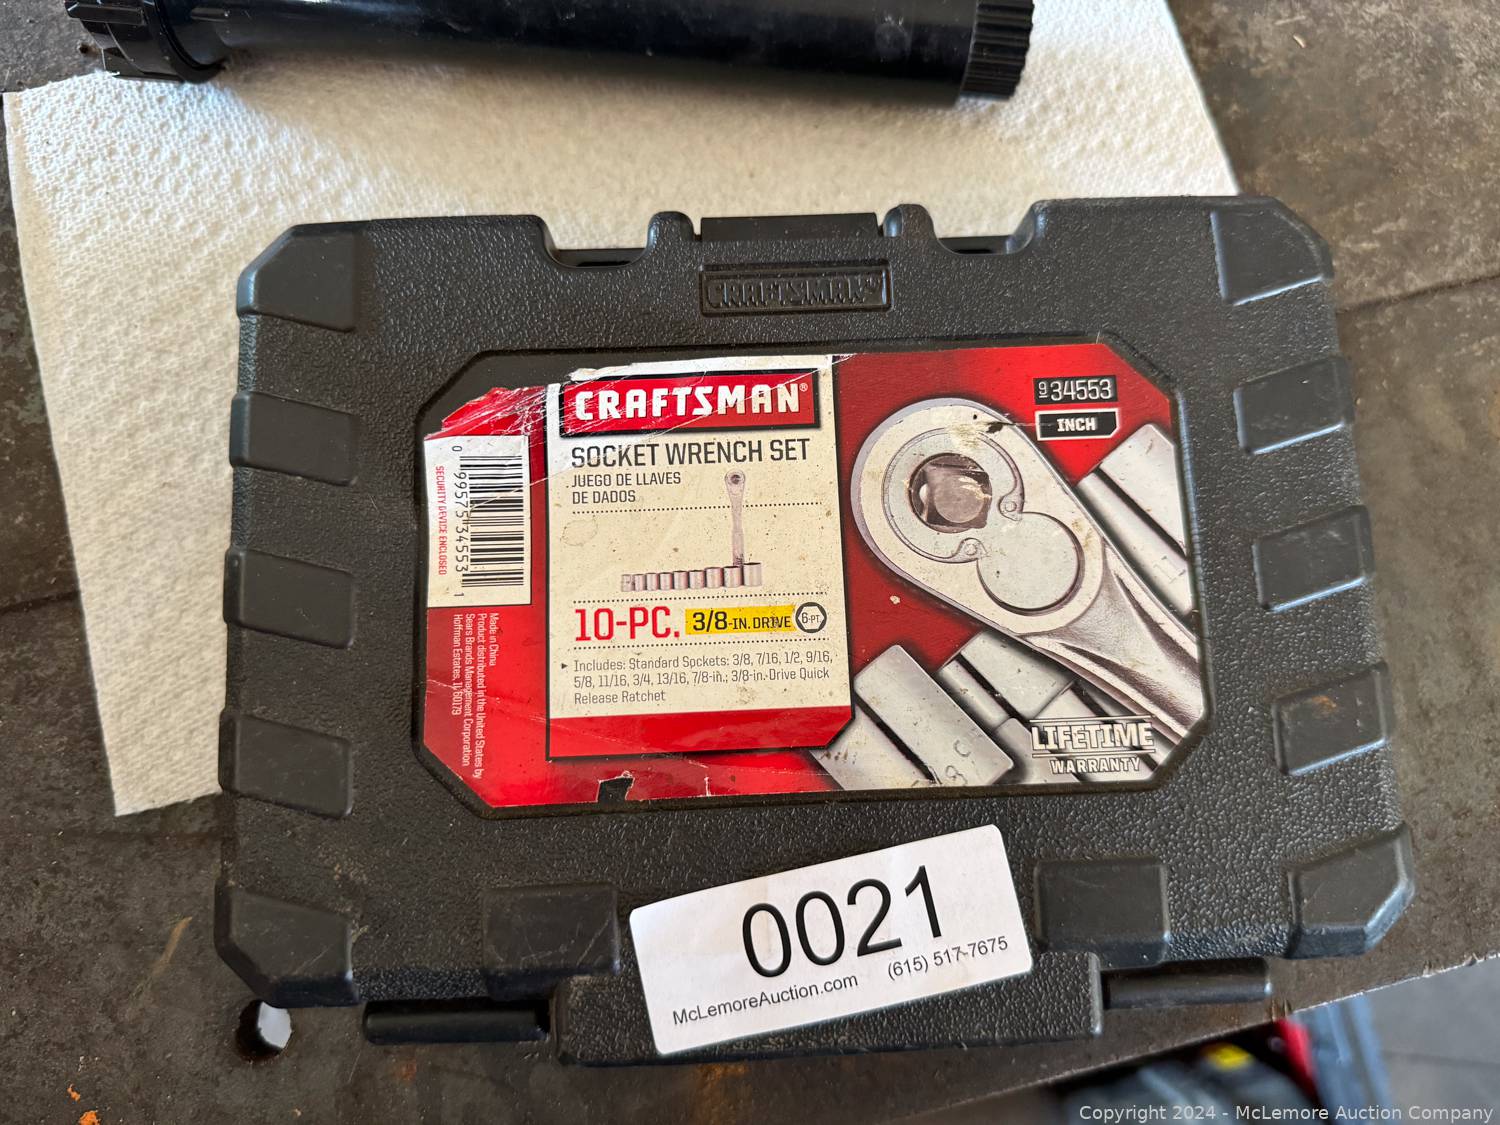 CRAFTSMAN®
CRAFTSMAN®
SOCKET WRENCH SET
JUEGO DE LLAVES
DE DADOS
10-PC. 3/8-IN. DRIVE 6-PT.
Includes: Standard Sockets: 3/8, 7/16, 1/2, 9/16,
5/8, 11/16, 3/4, 13/16, 7/8-in.; 3/8-in.-Drive Quick
Release Ratchet
9 34553
INCH
LIFETIME
WARRANTY
0 99575 34553 1
SECURITY DEVICE ENCLOSED
Made in China
Product distributed in the United States by
Sears Brands Management Corporation
Hoffman Estates, IL 60179
0021
McLemoreAuction.com (615) 517-7675
Copyright 2024 - McLemore Auction Company